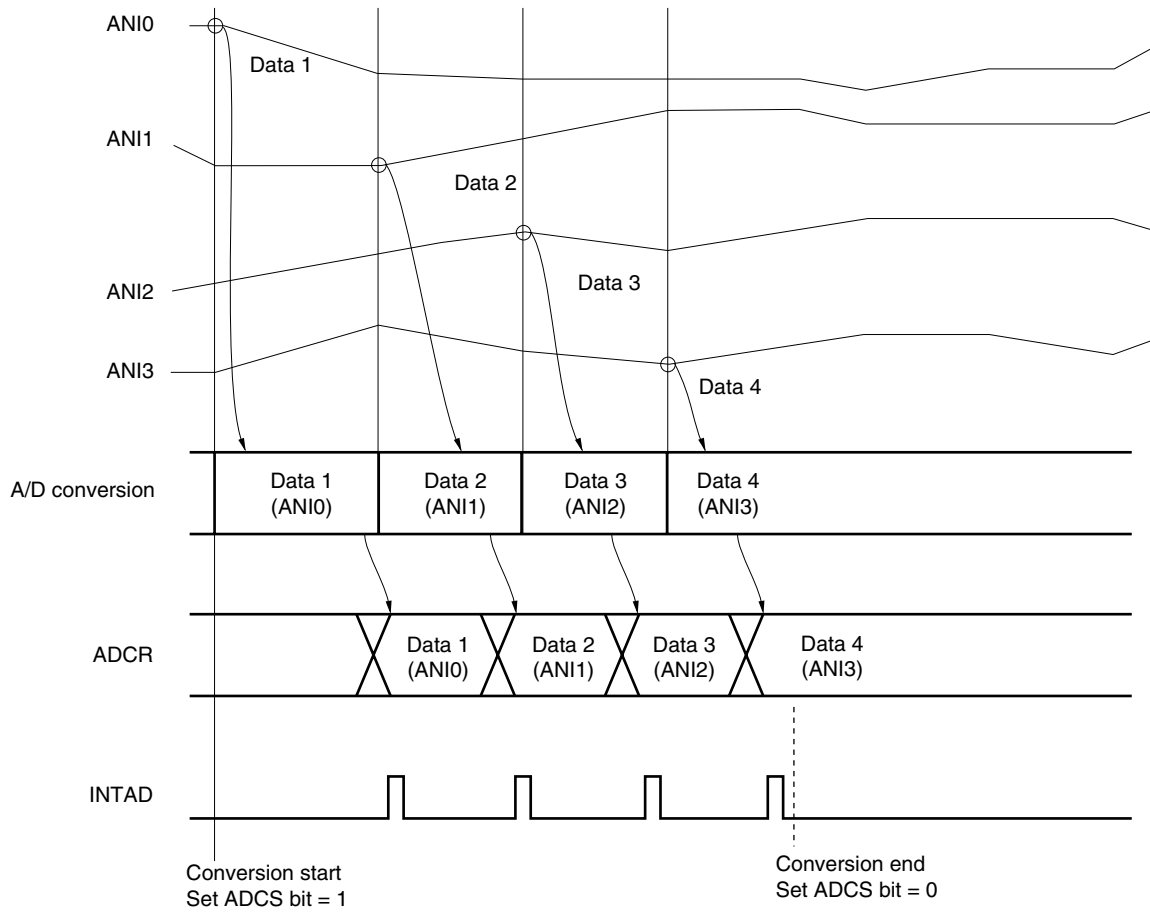 ANI0
Data 1
ANI1
Data 2
ANI2
Data 3
ANI3
Data 4
A/D conversion
Data 1
(ANI0)
Data 2
(ANI1)
Data 3
(ANI2)
Data 4
(ANI3)
ADCR
Data 1
(ANI0)
Data 2
(ANI1)
Data 3
(ANI2)
Data 4
(ANI3)
INTAD
Conversion start
Set ADCS bit = 1
Conversion end
Set ADCS bit = 0